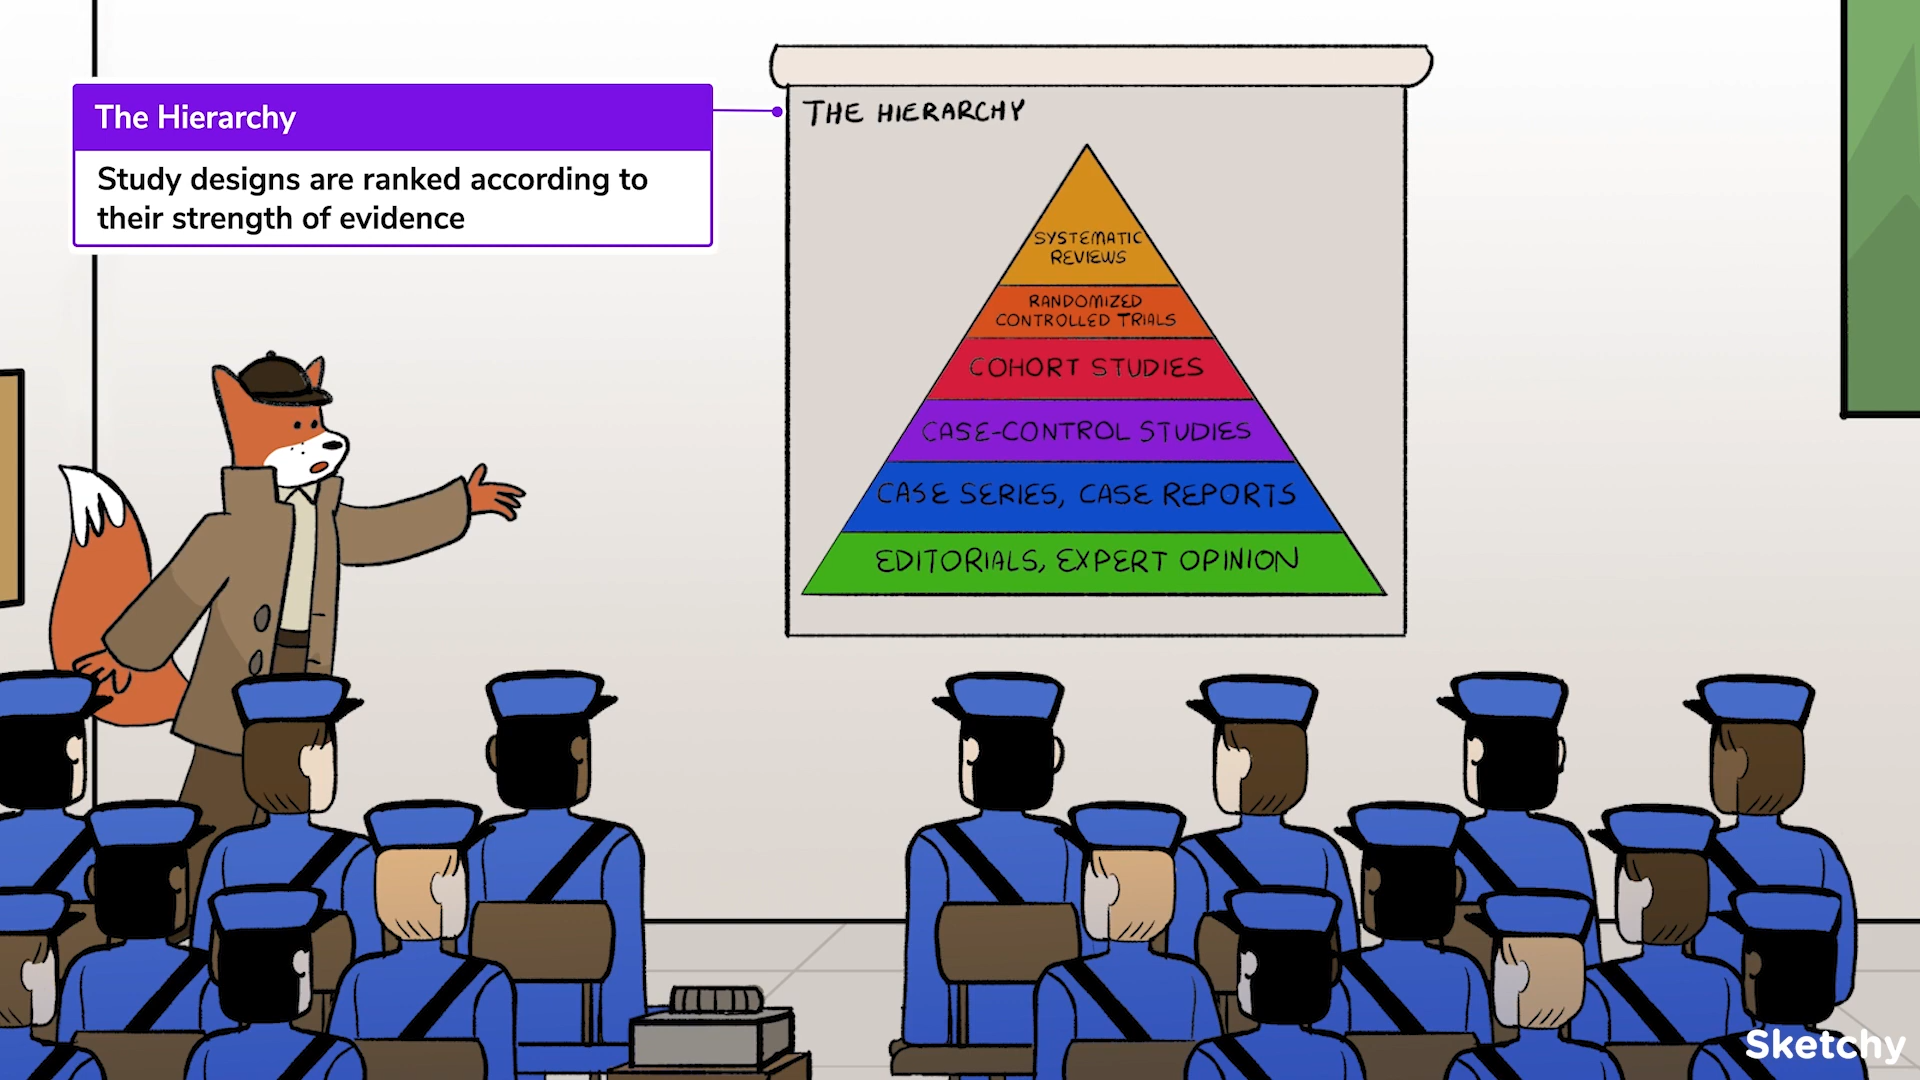 The Hierarchy
Study designs are ranked according to
their strength of evidence
THE HIERARCHY
SYSTEMATIC
REVIEWS
RANDOMIZED
CONTROLLED TRIALS
COHORT STUDIES
CASE-CONTROL STUDIES
CASE SERIES, CASE REPORTS
EDITORIALS, EXPERT OPINION
Sketchy